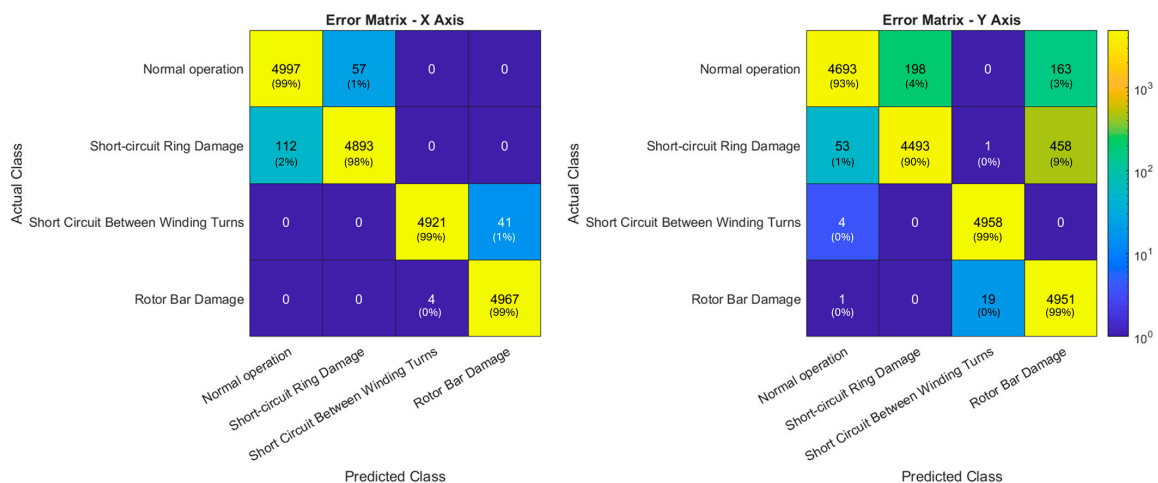 Error Matrix - X Axis
Actual Class
Normal operation
4997
(99%)
57
(1%)
0
0
Short-circuit Ring Damage
112
(2%)
4893
(98%)
0
0
Short Circuit Between Winding Turns
0
0
4921
(99%)
41
(1%)
Rotor Bar Damage
0
0
4
(0%)
4967
(99%)
Normal operation
Short-circuit Ring Damage
Short Circuit Between Winding Turns
Rotor Bar Damage
Predicted Class
Error Matrix - Y Axis
Actual Class
Normal operation
4693
(93%)
198
(4%)
0
163
(3%)
Short-circuit Ring Damage
53
(1%)
4493
(90%)
1
(0%)
458
(9%)
Short Circuit Between Winding Turns
4
(0%)
0
4958
(99%)
0
Rotor Bar Damage
1
(0%)
0
19
(0%)
4951
(99%)
Normal operation
Short-circuit Ring Damage
Short Circuit Between Winding Turns
Rotor Bar Damage
Predicted Class
10³
10²
10¹
10⁰